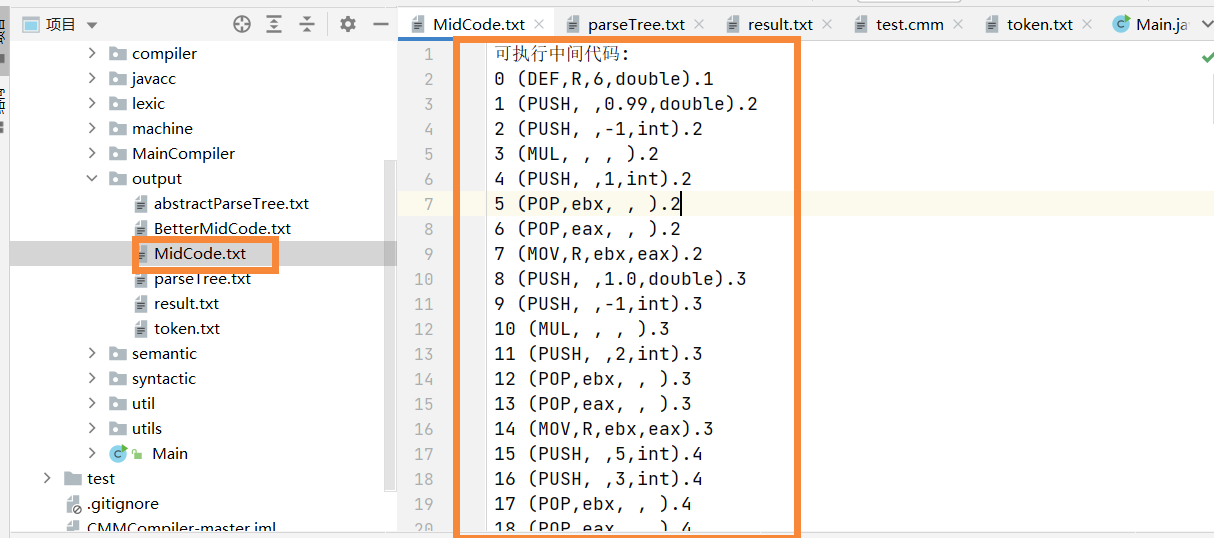 项目
compiler
javacc
lexic
machine
MainCompiler
output
abstractParseTree.txt
BetterMidCode.txt
MidCode.txt
parseTree.txt
result.txt
token.txt
semantic
syntactic
util
utils
Main
test
.gitignore
CMMCompiler-master.iml
MidCode.txt
parseTree.txt
result.txt
test.cmm
token.txt
Main.ja
1 可执行中间代码:
2 0 (DEF,R,6,double).1
3 1 (PUSH, ,0.99,double).2
4 2 (PUSH, ,-1,int).2
5 3 (MUL, , , ).2
6 4 (PUSH, ,1,int).2
7 5 (POP,ebx, , ).2
8 6 (POP,eax, , ).2
9 7 (MOV,R,ebx,eax).2
10 8 (PUSH, ,1.0,double).3
11 9 (PUSH, ,-1,int).3
12 10 (MUL, , , ).3
13 11 (PUSH, ,2,int).3
14 12 (POP,ebx, , ).3
15 13 (POP,eax, , ).3
16 14 (MOV,R,ebx,eax).3
17 15 (PUSH, ,5,int).4
18 16 (PUSH, ,3,int).4
19 17 (POP,ebx, , ).4
20 18 (POP,eax, , ).4